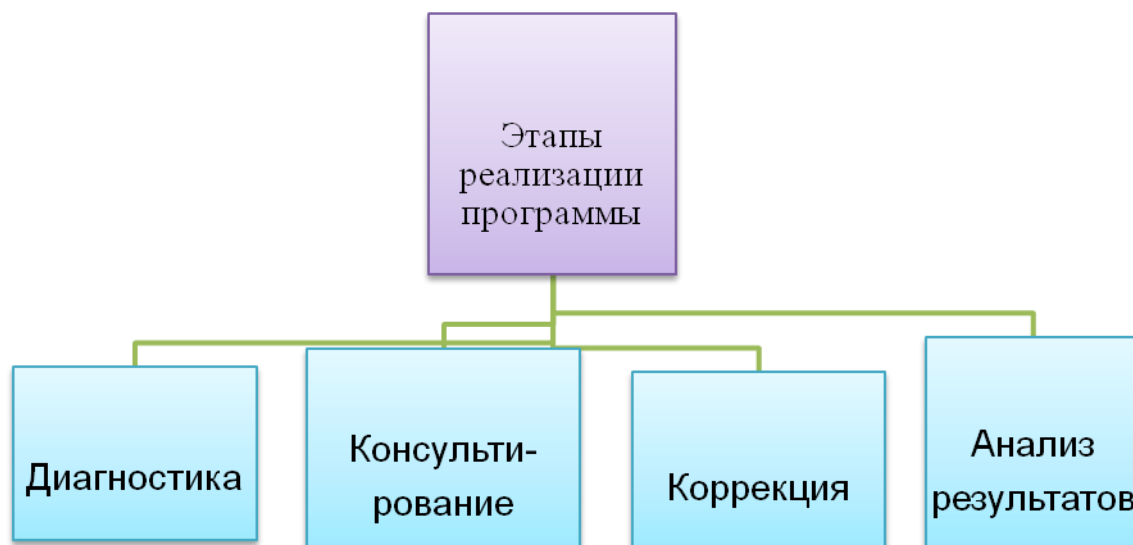 Этапы
реализации
программы
Диагностика
Консульти-
рование
Коррекция
Анализ
результатов